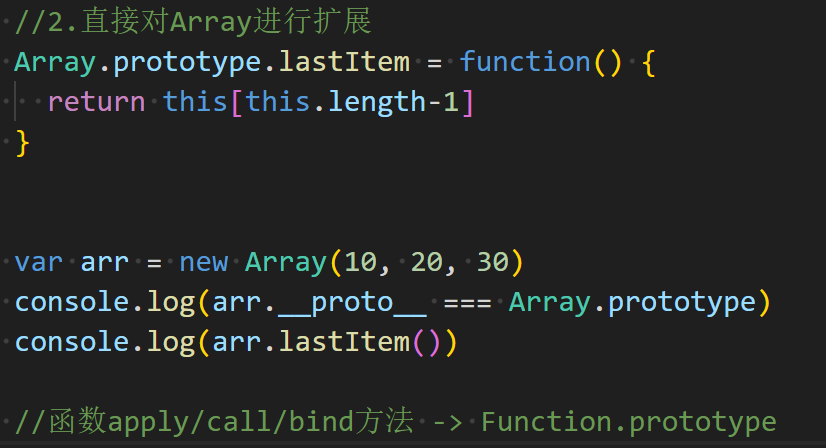 //2.直接对Array进行扩展
Array.prototype.lastItem = function() {
  return this[this.length-1]
}
var arr = new Array(10, 20, 30)
console.log(arr.__proto__ === Array.prototype)
console.log(arr.lastItem())
//函数apply/call/bind方法 -> Function.prototype